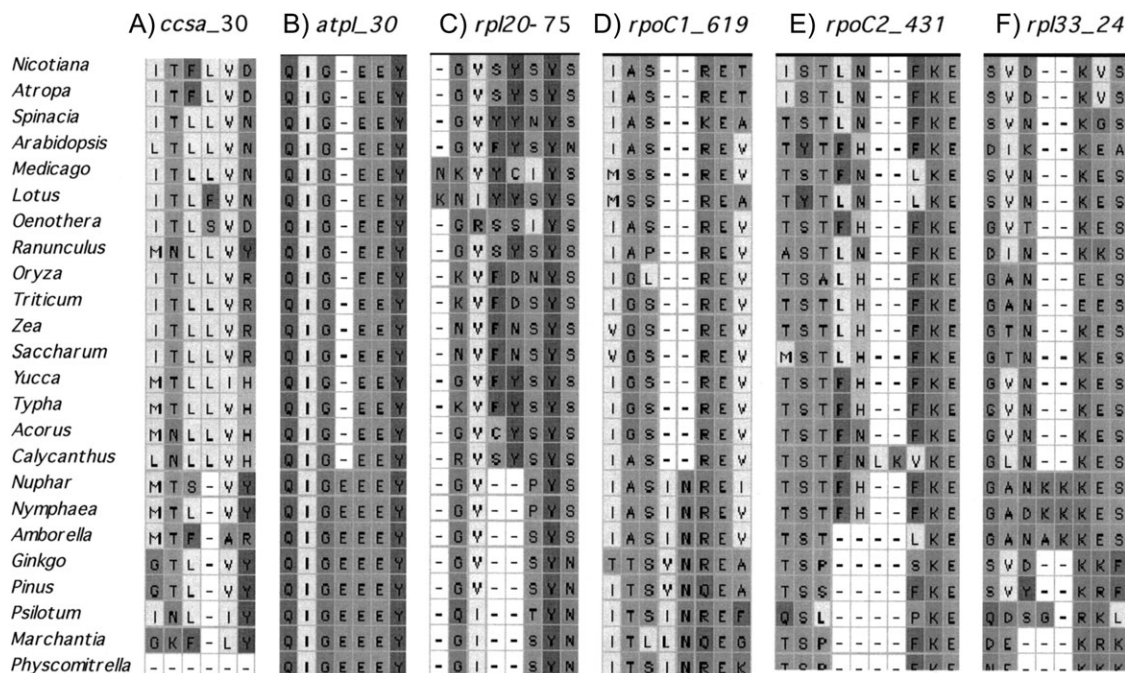 A) ccsa_30 B) atpI_30 C) rpl20-75 D) rpoC1_619 E) rpoC2_431 F) rpl33_24
Nicotiana I T F L V D Q I G - E E Y - G V S Y S Y S I A S - - R E T I S T L N - - F K E S V D - - K V S
Atropa I T F L V D Q I G - E E Y - G V S Y S Y S I A S - - R E T I S T L N - - F K E S V D - - K V S
Spinacia I T L L V N Q I G - E E Y - G V Y Y N Y S I A S - - K E A T S T L N - - F K E S V N - - K G S
Arabidopsis L T L L V N Q I G - E E Y - G V F Y S Y N I A S - - R E V T Y T F H - - F K E D I K - - K E A
Medicago I T L L V N Q I G - E E Y N K V Y C I Y S M S S - - R E V T S T F N - - L K E S V N - - K E S
Lotus I T L F V N Q I G - E E Y K N I Y Y S Y S M S S - - R E A T Y T L N - - L K E S V N - - K E S
Oenothera I T L S V D Q I G - E E Y - G R S S I Y S I A S - - R E V T S T F H - - F K E G V T - - K E S
Ranunculus M N L L V Y Q I G - E E Y - G V S Y S Y S I A P - - R E V A S T L N - - F K E D I N - - K K S
Oryza I T L L V R Q I G - E E Y - K V F D N Y S I G L - - R E V T S A L H - - F K E G A N - - E E S
Triticum I T L L V R Q I G - E E Y - K V F D S Y S I G S - - R E V T S T L H - - F K E G A N - - E E S
Zea I T L L V R Q I G - E E Y - N V F N S Y S V G S - - R E V T S T L H - - F K E G T N - - K E S
Saccharum I T L L V R Q I G - E E Y - N V F N S Y S V G S - - R E V M S T L H - - F K E G T N - - K E S
Yucca M T L L I H Q I G - E E Y - G V F Y S Y S I G S - - R E V T S T F H - - F K E G V N - - K E S
Typha M T L L V H Q I G - E E Y - K V F Y S Y S I G S - - R E V T S T F H - - F K E G V N - - K E S
Acorus M N L L V H Q I G - E E Y - G V C Y S Y S I G S - - R E V T S T F N - - F K E G V N - - K E S
Calycanthus L N L L V H Q I G E E E Y - R V S Y S Y S I A S - - R E V T S T F N L K V K E G L N - - K E S
Nuphar M T S - V Y Q I G E E E Y - G V - - P Y S I A S I N R E I T S T F H - - F K E G A N K K K E S
Nymphaea M T L - V Y Q I G E E E Y - G V - - P Y S I A S I N R E V T S T F H - - F K E G A D K K K E S
Amborella M T F - A R Q I G E E E Y - G V - - S Y S I A S I N R E V T S T - - - - L K E G A N A K K E S
Ginkgo G T L - V Y Q I G E E E Y - G V - - S Y N T T S V N R E A T S P - - - - S K E S V D - - K K F
Pinus G T L - V Y Q I G E E E Y - G V - - S Y N I T S V N Q E A T S S - - - - F K E S V Y - - K R F
Psilotum I N L - I Y Q I G E E E Y - Q I - - T Y N I T S I N R E F Q S L - - - - P K E Q D S G - R K L
Marchantia G K F - L Y Q I G E E E Y - G I - - S Y N I T L L N Q E G T S P - - - - F K E D E - - - K R K
Physcomitrella - - - - - - Q I G E E E Y - G I - - S Y N I T S I N R E K T S P - - - - F K E N E - - - K R K